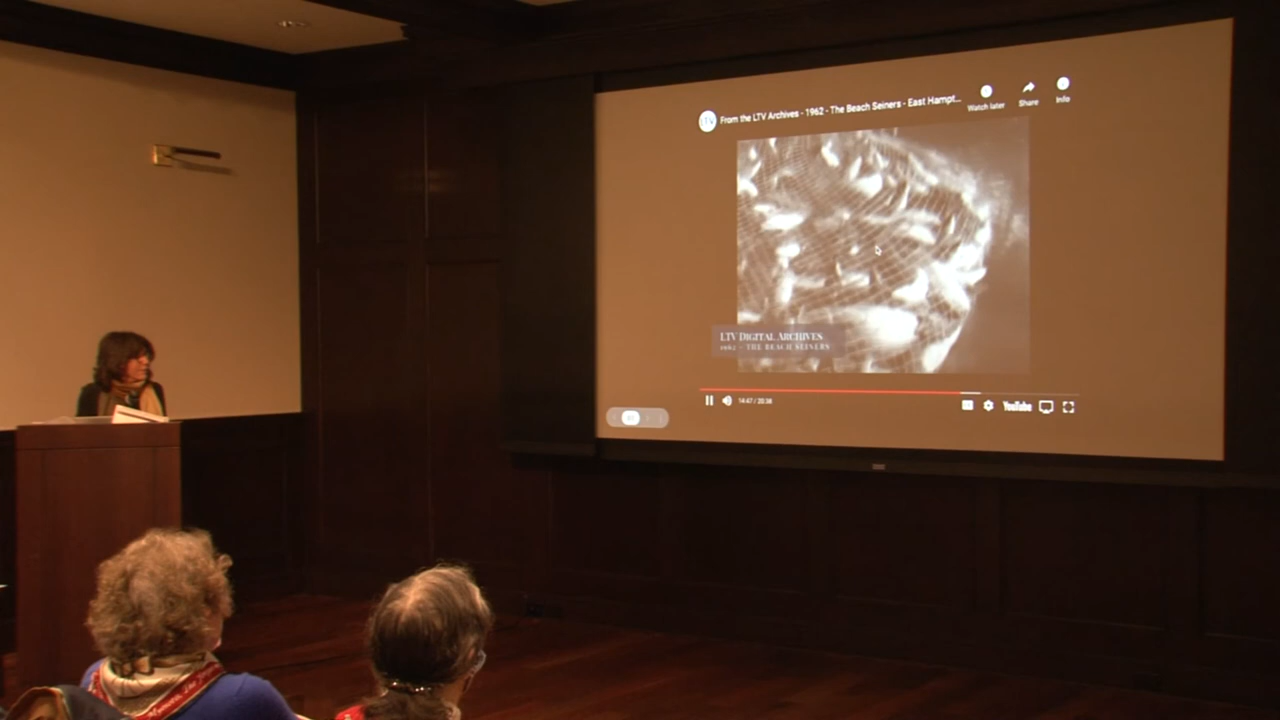 LTV
From the LTV Archives - 1962 - The Beach Seiners - East Hampt...
Watch later
Share
Info
LTV DIGITAL ARCHIVES
1962 - THE BEACH SEINERS
14:47 / 20:38
YouTube